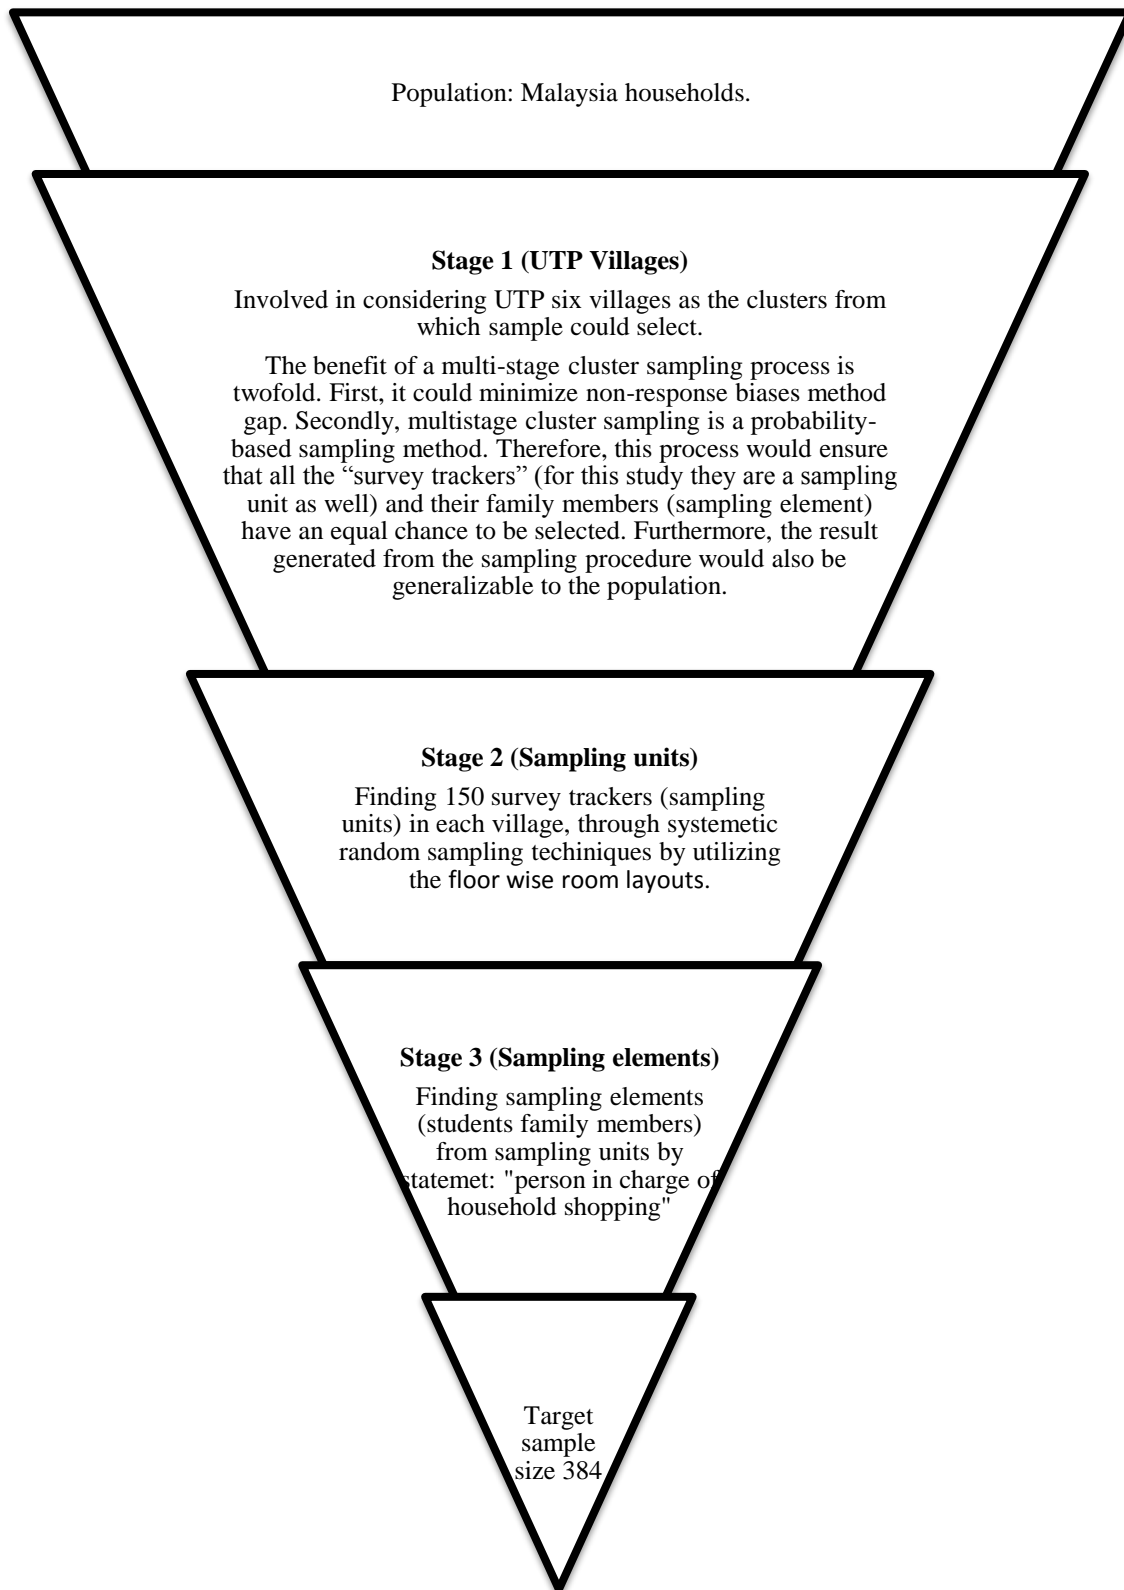 Population: Malaysia households.
Stage 1 (UTP Villages)
Involved in considering UTP six villages as the clusters from
which sample could select.
The benefit of a multi-stage cluster sampling process is
twofold. First, it could minimize non-response biases method
gap. Secondly, multistage cluster sampling is a probability-
based sampling method. Therefore, this process would ensure
that all the “survey trackers” (for this study they are a sampling
unit as well) and their family members (sampling element)
have an equal chance to be selected. Furthermore, the result
generated from the sampling procedure would also be
generalizable to the population.
Stage 2 (Sampling units)
Finding 150 survey trackers (sampling
units) in each village, through systemetic
random sampling techiniques by utilizing
the floor wise room layouts.
Stage 3 (Sampling elements)
Finding sampling elements
(students family members)
from sampling units by
statemet: "person in charge of
household shopping"
Target
sample
size 384